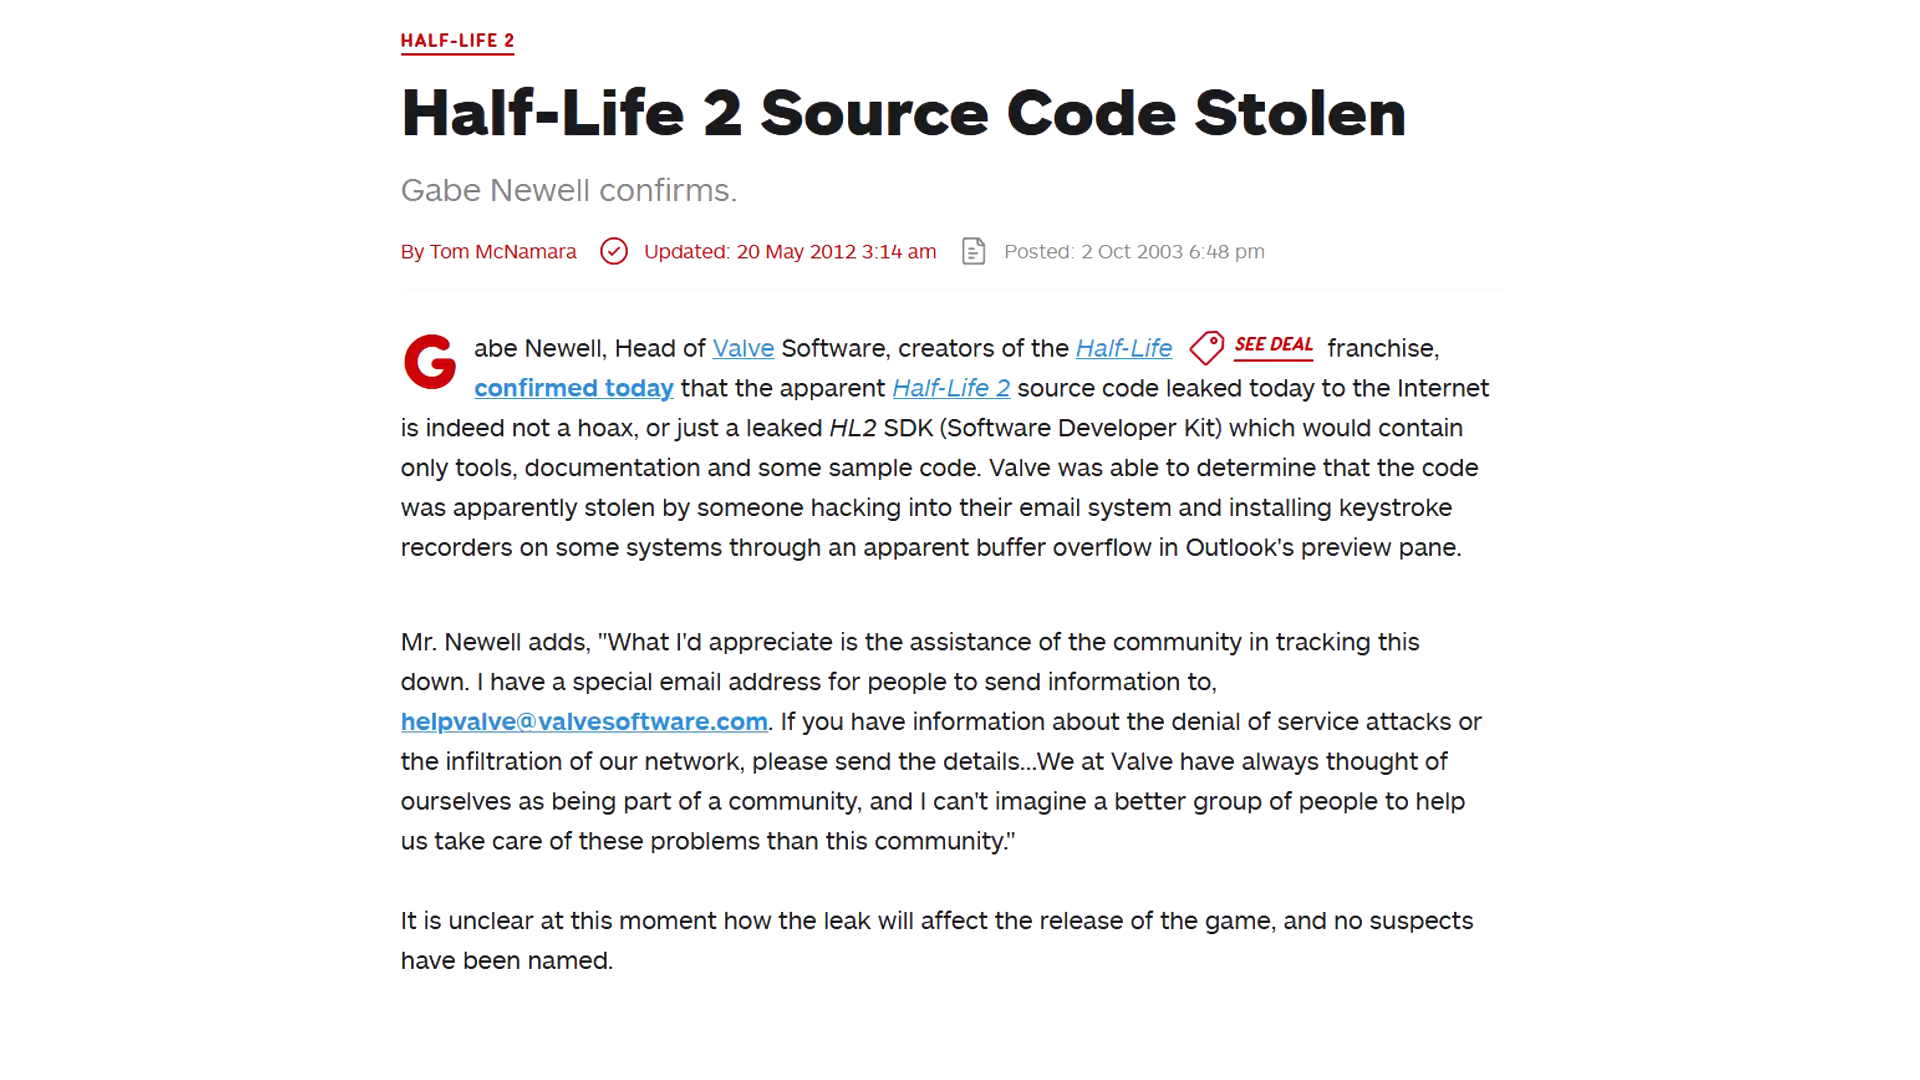 HALF-LIFE 2
Half-Life 2 Source Code Stolen
Gabe Newell confirms.
By Tom McNamara Updated: 20 May 2012 3:14 am Posted: 2 Oct 2003 6:48 pm
Gabe Newell, Head of Valve Software, creators of the Half-Life SEE DEAL franchise,
confirmed today that the apparent Half-Life 2 source code leaked today to the Internet
is indeed not a hoax, or just a leaked HL2 SDK (Software Developer Kit) which would contain
only tools, documentation and some sample code. Valve was able to determine that the code
was apparently stolen by someone hacking into their email system and installing keystroke
recorders on some systems through an apparent buffer overflow in Outlook's preview pane.
Mr. Newell adds, "What I'd appreciate is the assistance of the community in tracking this
down. I have a special email address for people to send information to,
helpvalve@valvesoftware.com. If you have information about the denial of service attacks or
the infiltration of our network, please send the details...We at Valve have always thought of
ourselves as being part of a community, and I can't imagine a better group of people to help
us take care of these problems than this community."
It is unclear at this moment how the leak will affect the release of the game, and no suspects
have been named.